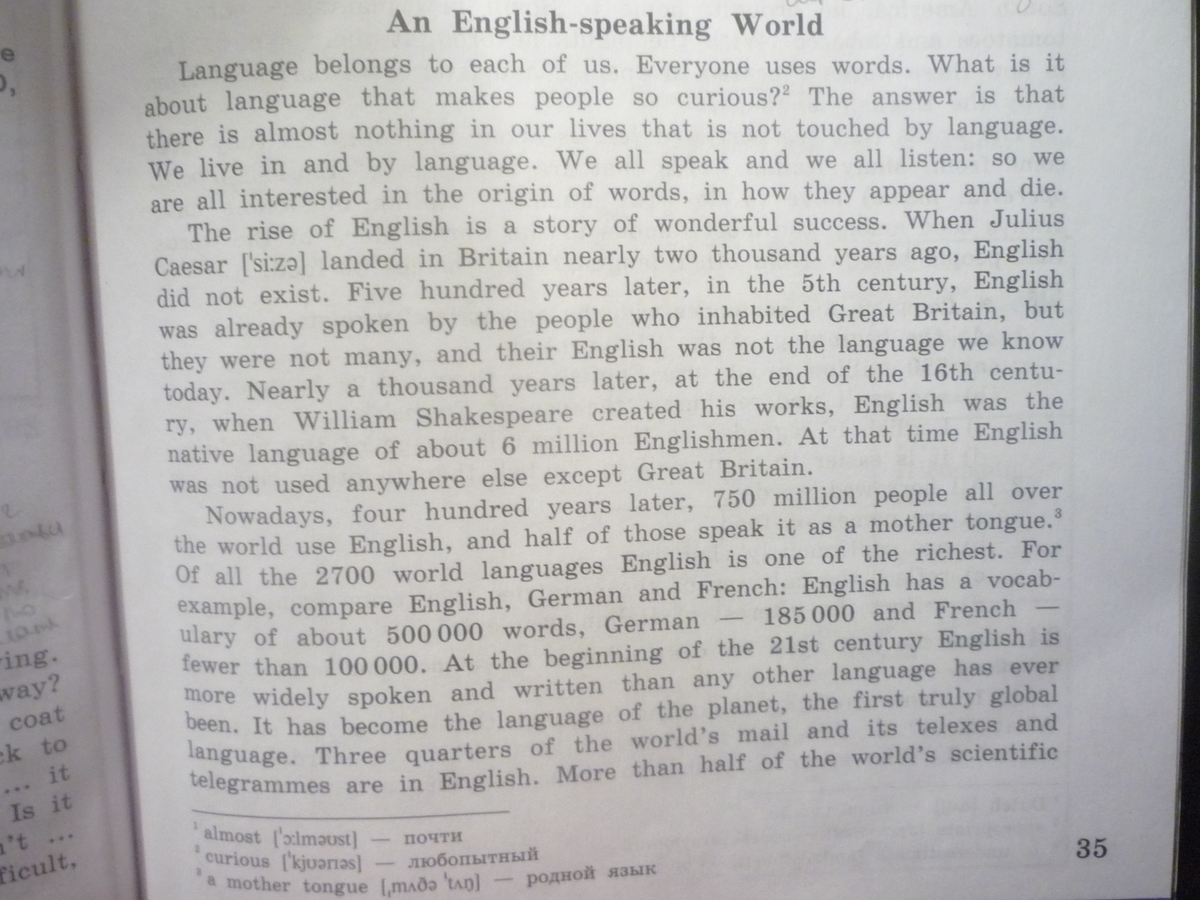 An English-speaking World
Language belongs to each of us. Everyone uses words. What is it
about language that makes people so curious?² The answer is that
there is almost nothing in our lives that is not touched by language.
We live in and by language. We all speak and we all listen: so we
are all interested in the origin of words, in how they appear and die.
The rise of English is a story of wonderful success. When Julius
Caesar [ˈsiːzə] landed in Britain nearly two thousand years ago, English
did not exist. Five hundred years later, in the 5th century, English
was already spoken by the people who inhabited Great Britain, but
they were not many, and their English was not the language we know
today. Nearly a thousand years later, at the end of the 16th centu-
ry, when William Shakespeare created his works, English was the
native language of about 6 million Englishmen. At that time English
was not used anywhere else except Great Britain.
Nowadays, four hundred years later, 750 million people all over
the world use English, and half of those speak it as a mother tongue.³
Of all the 2700 world languages English is one of the richest. For
example, compare English, German and French: English has a vocab-
ulary of about 500 000 words, German — 185 000 and French —
fewer than 100 000. At the beginning of the 21st century English is
more widely spoken and written than any other language has ever
been. It has become the language of the planet, the first truly global
language. Three quarters of the world's mail and its telexes and
telegrammes are in English. More than half of the world's scientific
¹ almost [ˈɔːlməʊst] — почти
² curious [ˈkjʊərɪəs] — любопытный
³ a mother tongue [ˌmʌðə ˈtʌŋ] — родной язык
35
e
ving.
way?
coat
ck to
... it
Is it
n't ...
ficult,